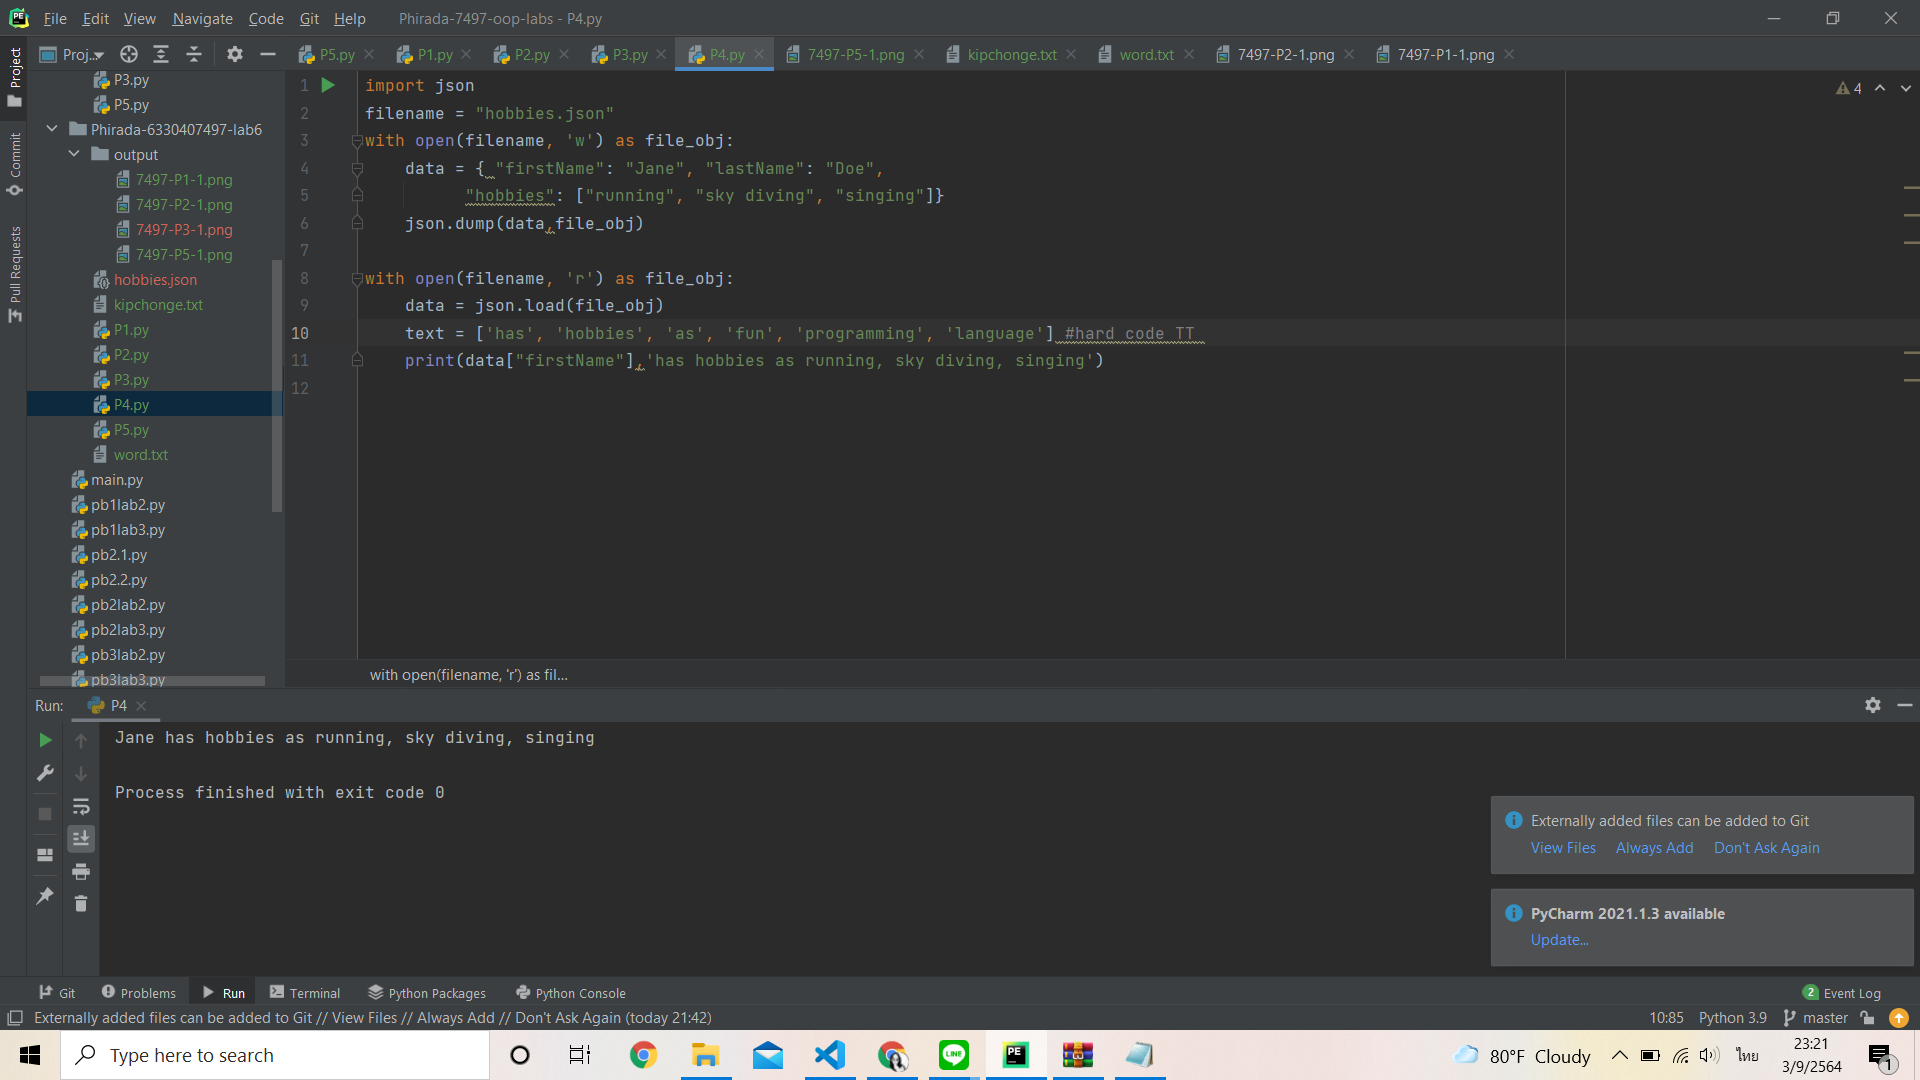 File Edit View Navigate Code Git Help Phirada-7497-oop-labs - P4.py
Project
Commit
Pull Requests
Proj... P5.py P1.py P2.py P3.py P4.py 7497-P5-1.png kipchonge.txt word.txt 7497-P2-1.png 7497-P1-1.png
P3.py
P5.py
Phirada-6330407497-lab6
output
7497-P1-1.png
7497-P2-1.png
7497-P3-1.png
7497-P5-1.png
hobbies.json
kipchonge.txt
P1.py
P2.py
P3.py
P4.py
P5.py
word.txt
main.py
pb1lab2.py
pb1lab3.py
pb2.1.py
pb2.2.py
pb2lab2.py
pb2lab3.py
pb3lab2.py
pb3lab3.py
4
1 import json
2 filename = "hobbies.json"
3 with open(filename, 'w') as file_obj:
4 data = { "firstName": "Jane", "lastName": "Doe",
5 "hobbies": ["running", "sky diving", "singing"]}
6 json.dump(data,file_obj)
7
8 with open(filename, 'r') as file_obj:
9 data = json.load(file_obj)
10 text = ['has', 'hobbies', 'as', 'fun', 'programming', 'language'] #hard code TT
11 print(data["firstName"],'has hobbies as running, sky diving, singing')
12
with open(filename, 'r') as fil...
Run: P4
Jane has hobbies as running, sky diving, singing
Process finished with exit code 0
Externally added files can be added to Git
View Files Always Add Don't Ask Again
PyCharm 2021.1.3 available
Update...
Git Problems Run Terminal Python Packages Python Console 2 Event Log
Externally added files can be added to Git // View Files // Always Add // Don't Ask Again (today 21:42) 10:85 Python 3.9 master
Type here to search
LINE
PE
80°F Cloudy
ไทย
23:21
3/9/2564
1